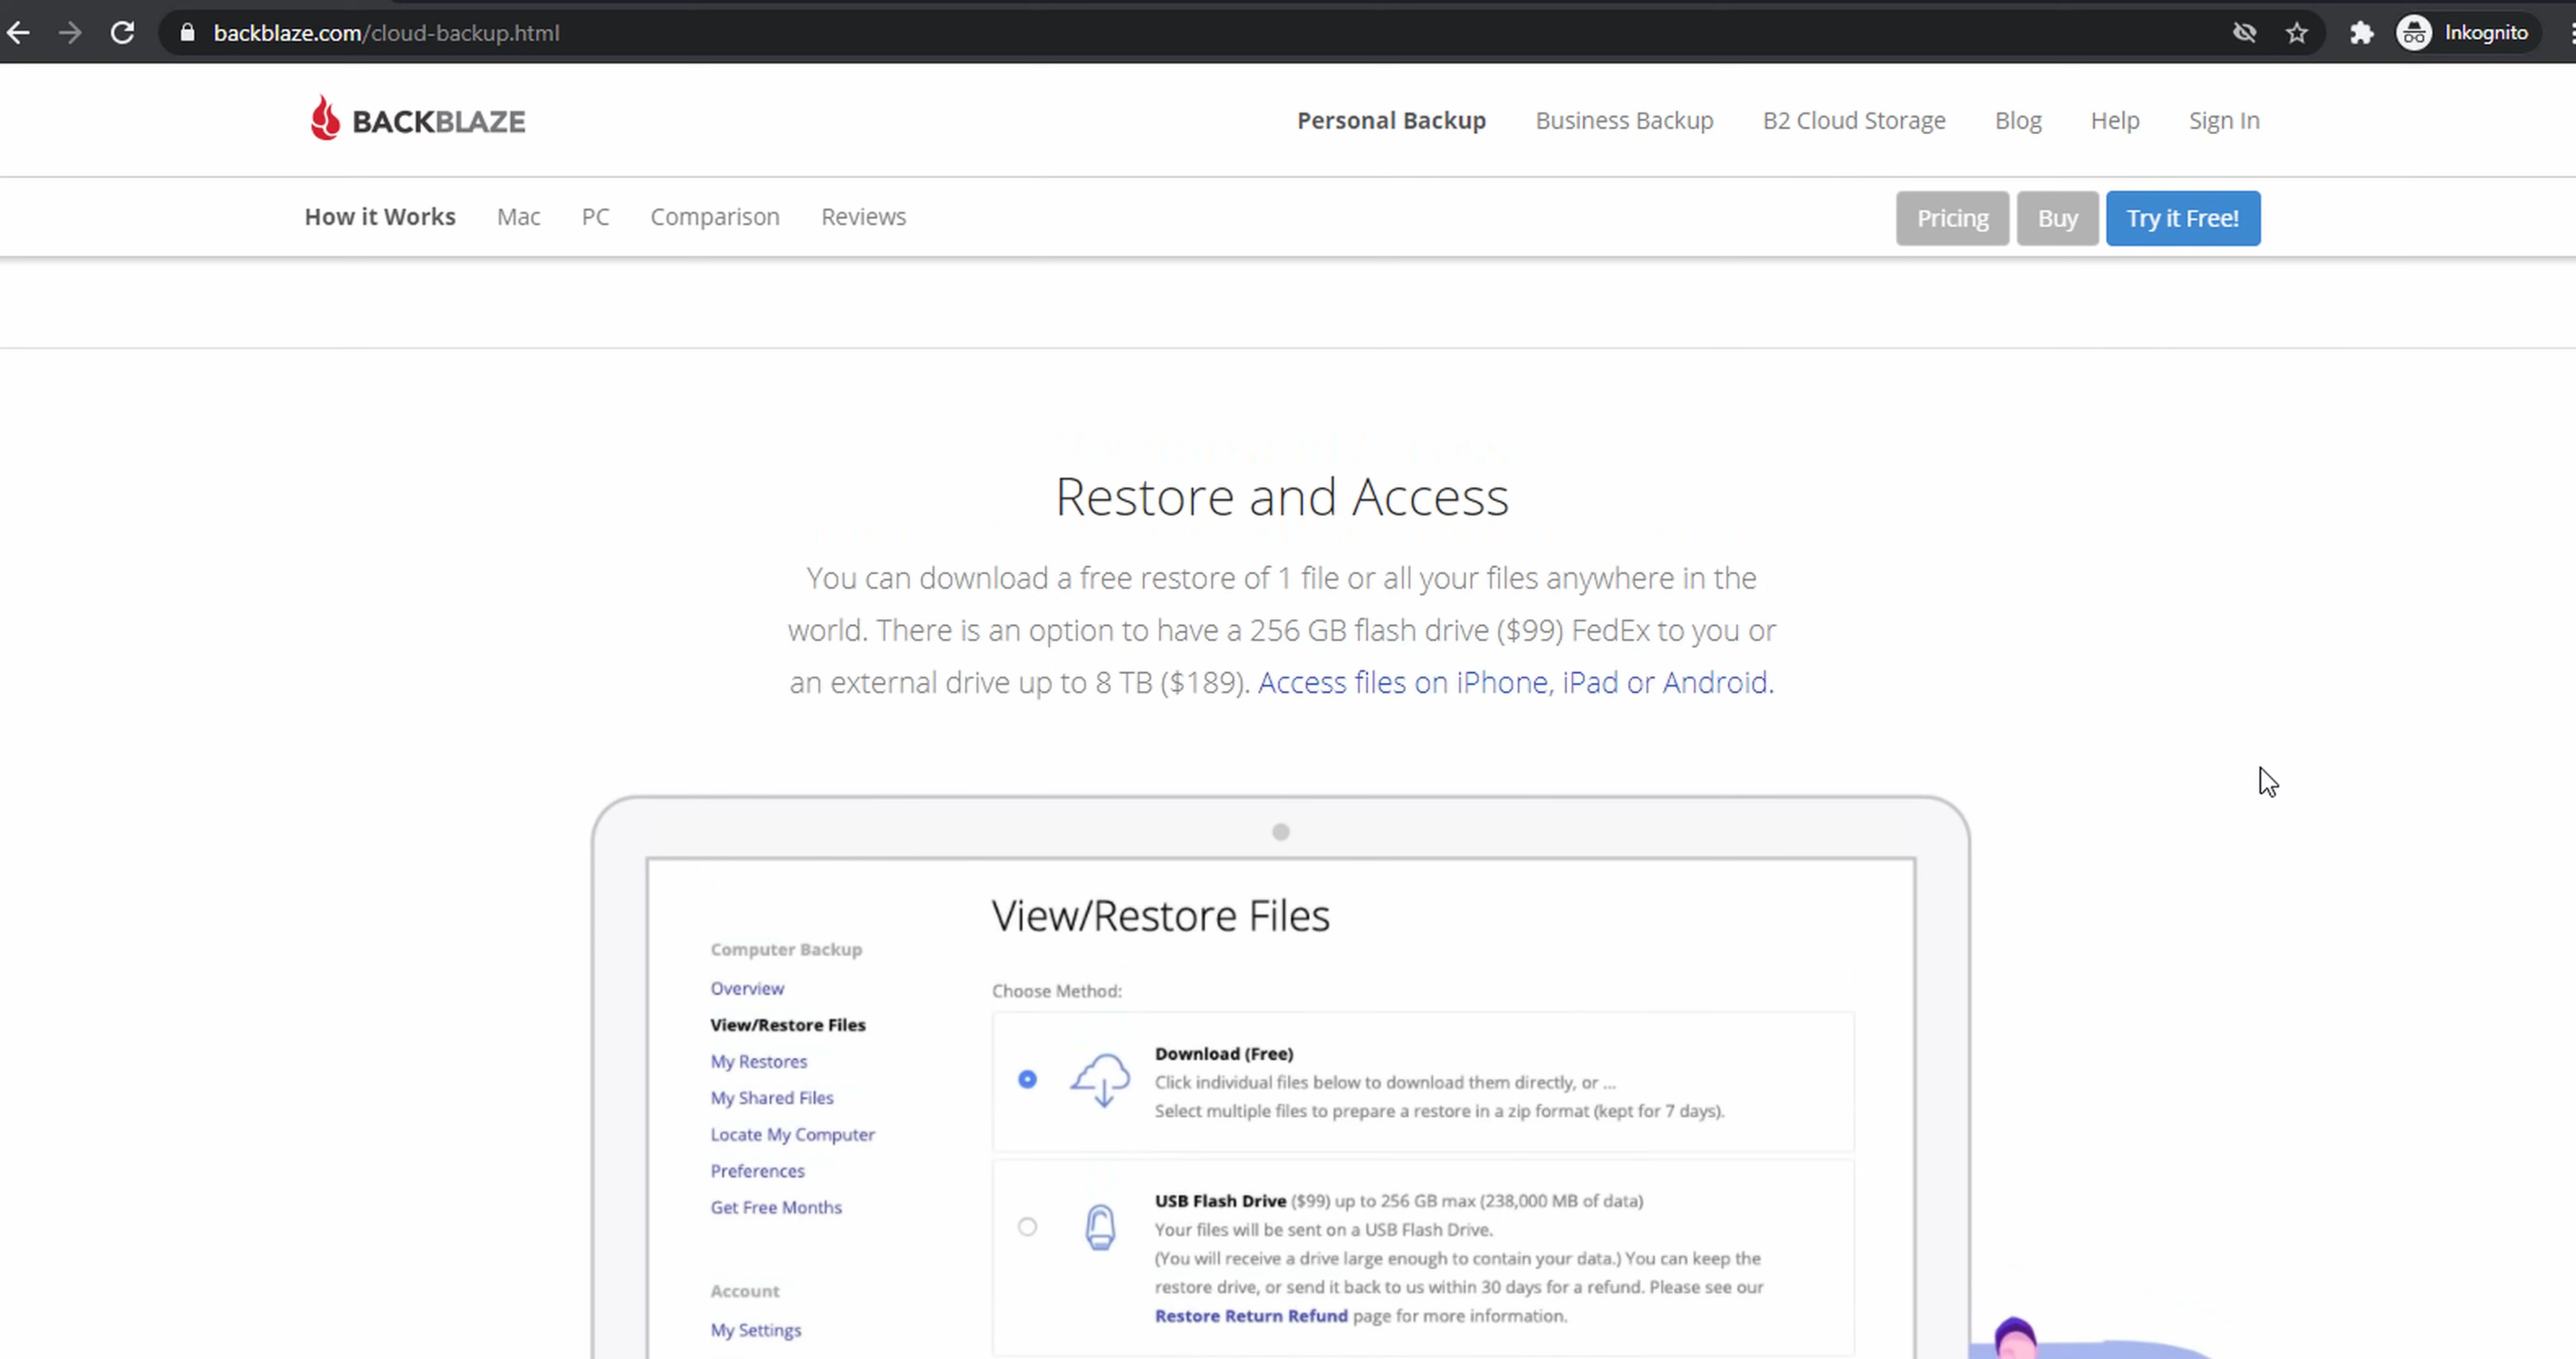 backblaze.com/cloud-backup.html
Inkognito
BACKBLAZE
Personal Backup
Business Backup
B2 Cloud Storage
Blog
Help
Sign In
How it Works
Mac
PC
Comparison
Reviews
Pricing
Buy
Try it Free!
Restore and Access
You can download a free restore of 1 file or all your files anywhere in the
world. There is an option to have a 256 GB flash drive ($99) FedEx to you or
an external drive up to 8 TB ($189). Access files on iPhone, iPad or Android.
Computer Backup
Overview
View/Restore Files
My Restores
My Shared Files
Locate My Computer
Preferences
Get Free Months
Account
My Settings
View/Restore Files
Choose Method:
Download (Free)
Click individual files below to download them directly, or ...
Select multiple files to prepare a restore in a zip format (kept for 7 days).
USB Flash Drive ($99) up to 256 GB max (238,000 MB of data)
Your files will be sent on a USB Flash Drive.
(You will receive a drive large enough to contain your data.) You can keep the
restore drive, or send it back to us within 30 days for a refund. Please see our
Restore Return Refund page for more information.